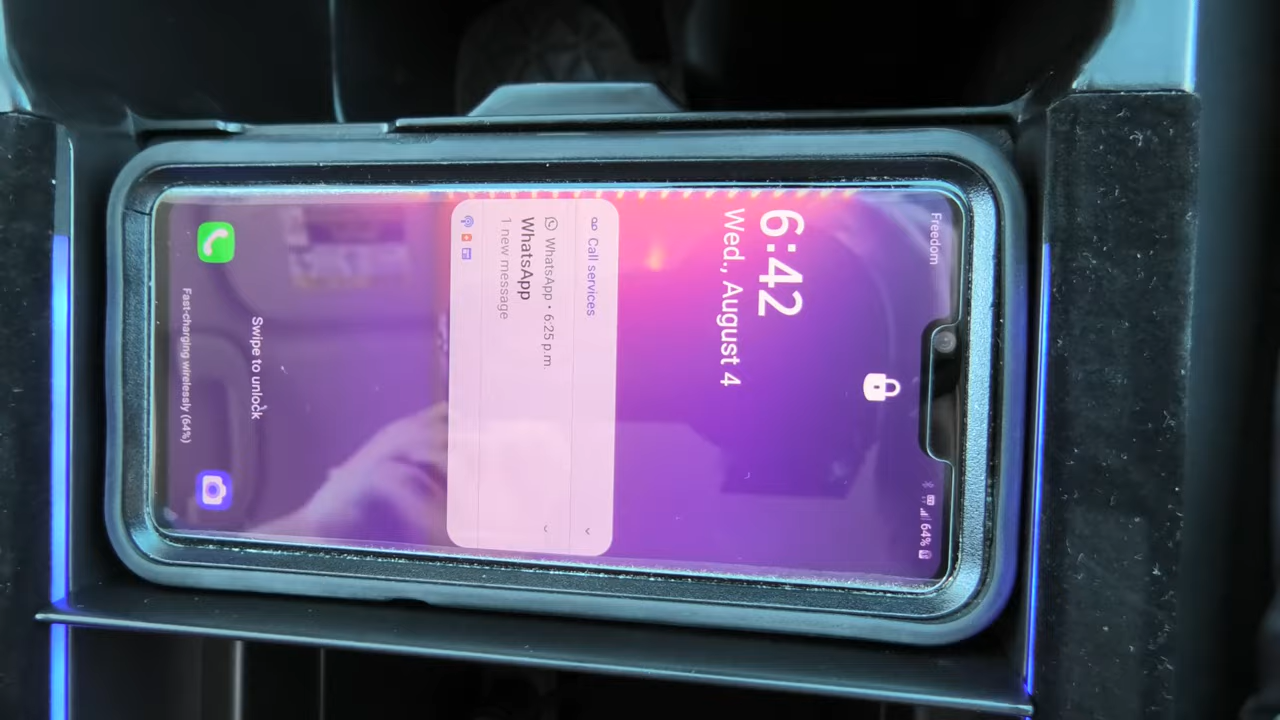 Freedom
64%
6:42
Wed., August 4
Call services
WhatsApp • 6:25 p.m.
WhatsApp
1 new message
Swipe to unlock
Fast-charging wirelessly (64%)